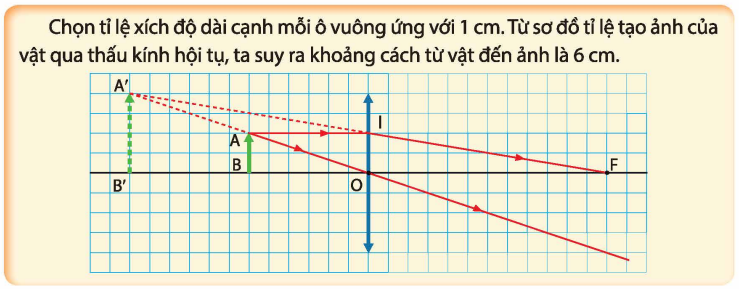 Chọn tỉ lệ xích độ dài cạnh mỗi ô vuông ứng với 1 cm. Từ sơ đồ tỉ lệ tạo ảnh của
vật qua thấu kính hội tụ, ta suy ra khoảng cách từ vật đến ảnh là 6 cm.
A'
I
A
B
F
B'
O